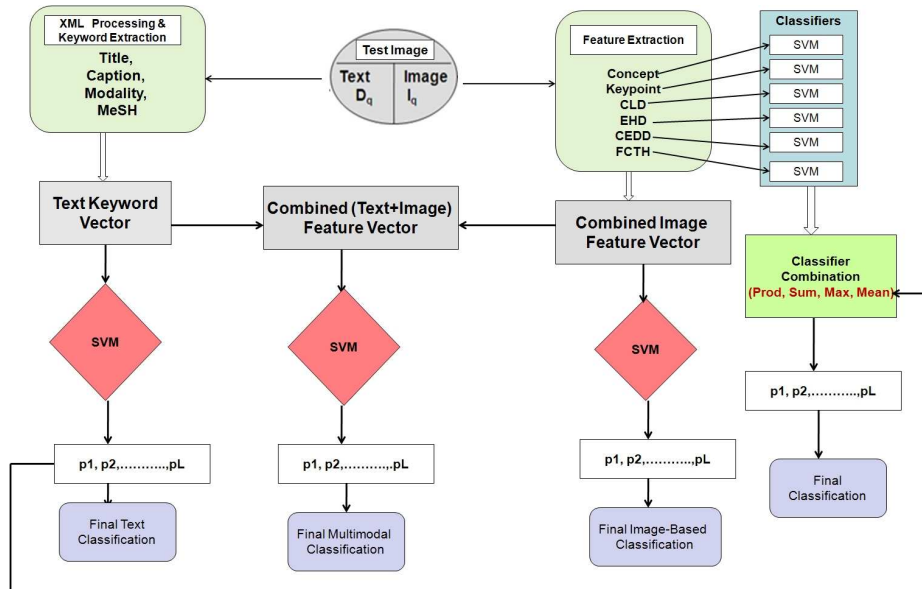 XML Processing &
Keyword Extraction
Title,
Caption,
Modality,
MeSH
Test Image
Text
Dq
Image
Iq
Feature Extraction
Concept
Keypoint
CLD
EHD
CEDD
FCTH
Classifiers
SVM
SVM
SVM
SVM
SVM
SVM
Text Keyword
Vector
Combined (Text+Image)
Feature Vector
Combined Image
Feature Vector
Classifier
Combination
(Prod, Sum, Max, Mean)
SVM
SVM
SVM
p1, p2,………..,pL
p1, p2,………..,pL
p1, p2,………..,pL
p1, p2,………..,pL
Final Text
Classification
Final Multimodal
Classification
Final Image-Based
Classification
Final
Classification